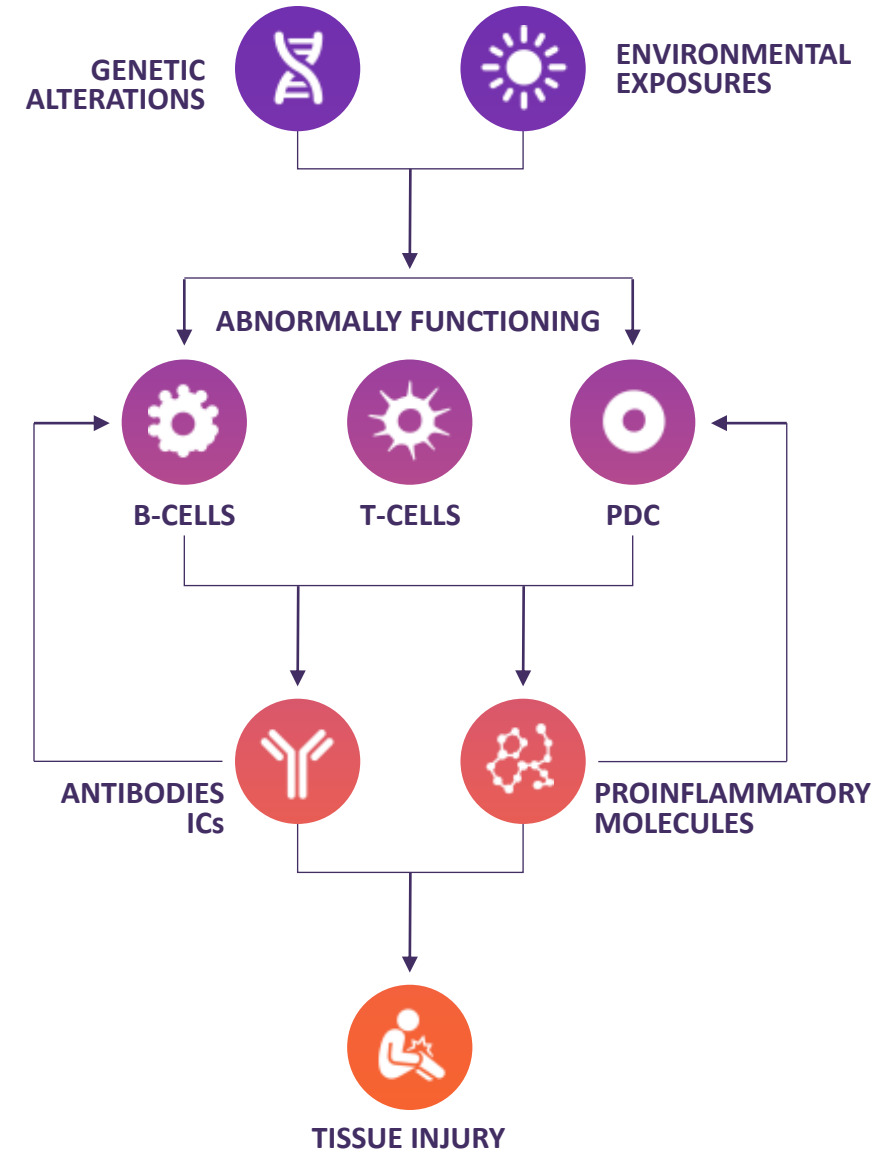 GENETIC
ALTERATIONS
ENVIRONMENTAL
EXPOSURES
ABNORMALLY FUNCTIONING
B-CELLS
T-CELLS
PDC
ANTIBODIES
ICs
PROINFLAMMATORY
MOLECULES
TISSUE INJURY